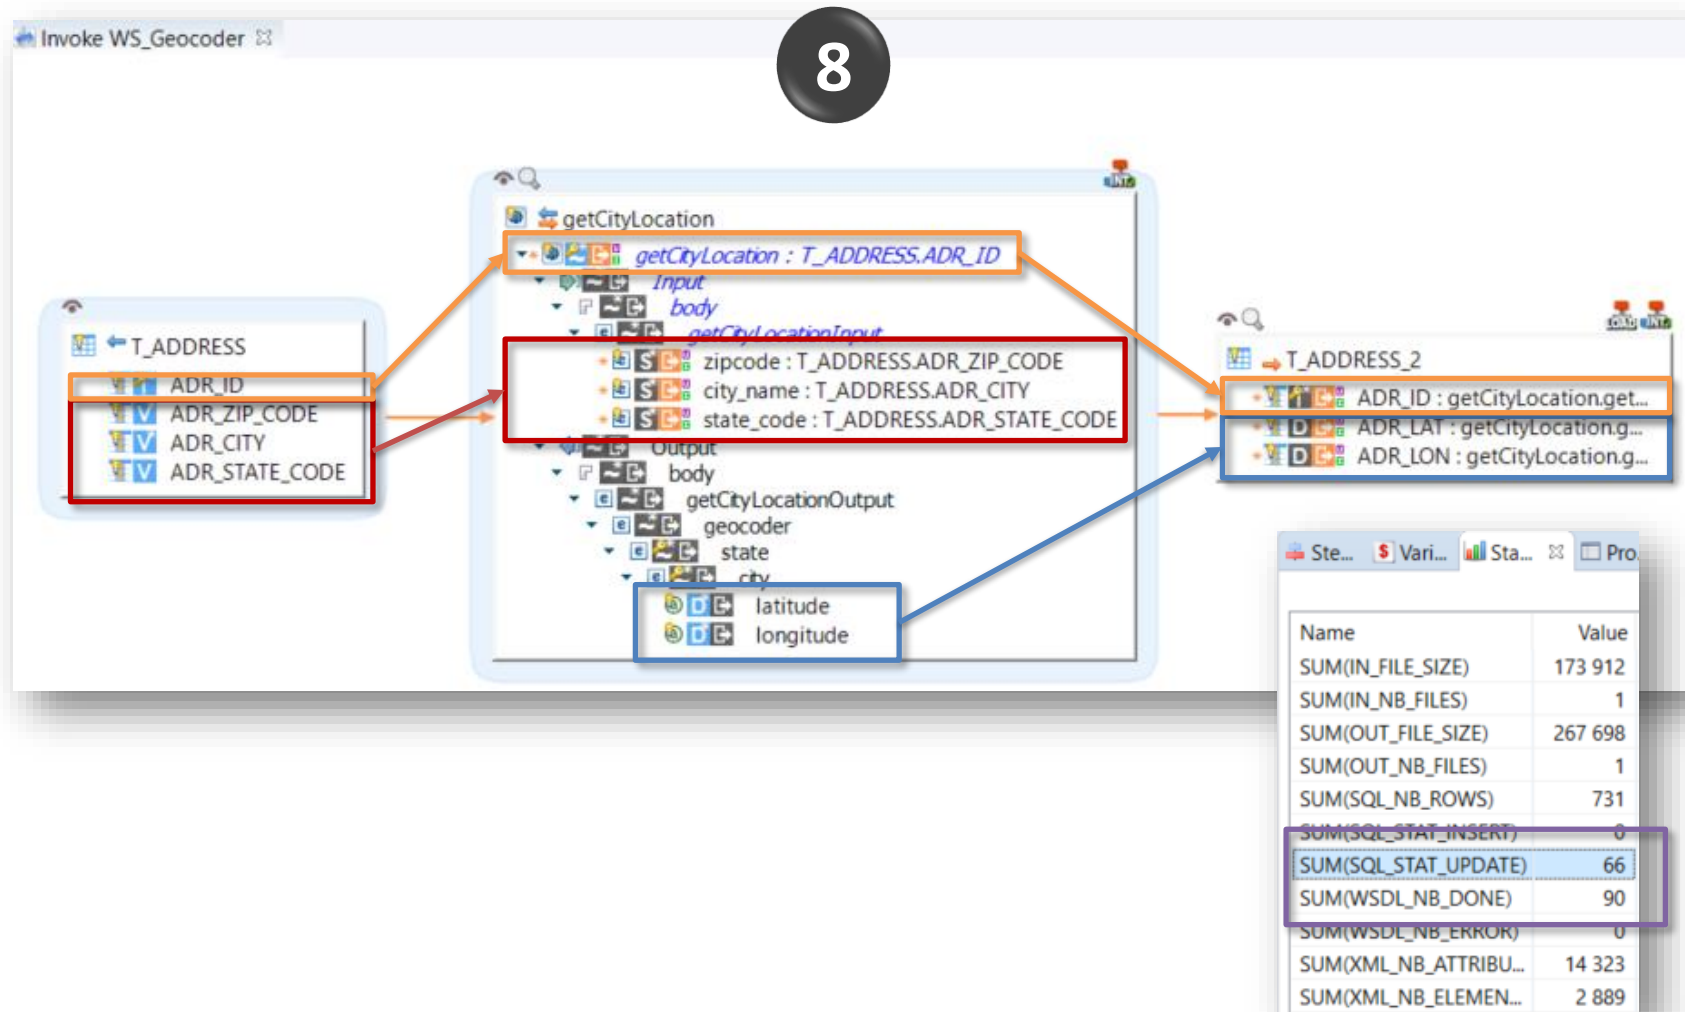 Invoke WS_Geocoder
8
T_ADDRESS
ADR_ID
ADR_ZIP_CODE
ADR_CITY
ADR_STATE_CODE
getCityLocation
getCityLocation : T_ADDRESS.ADR_ID
Input
body
getCityLocationInput
zipcode : T_ADDRESS.ADR_ZIP_CODE
city_name : T_ADDRESS.ADR_CITY
state_code : T_ADDRESS.ADR_STATE_CODE
Output
body
getCityLocationOutput
geocoder
state
city
latitude
longitude
LOAD INT
T_ADDRESS_2
ADR_ID : getCityLocation.get...
ADR_LAT : getCityLocation.g...
ADR_LON : getCityLocation.g...
Ste... Vari... Sta... Pro.
Name Value
SUM(IN_FILE_SIZE) 173 912
SUM(IN_NB_FILES) 1
SUM(OUT_FILE_SIZE) 267 698
SUM(OUT_NB_FILES) 1
SUM(SQL_NB_ROWS) 731
SUM(SQL_STAT_INSERT) 0
SUM(SQL_STAT_UPDATE) 66
SUM(WSDL_NB_DONE) 90
SUM(WSDL_NB_ERROR) 0
SUM(XML_NB_ATTRIBU... 14 323
SUM(XML_NB_ELEMEN... 2 889